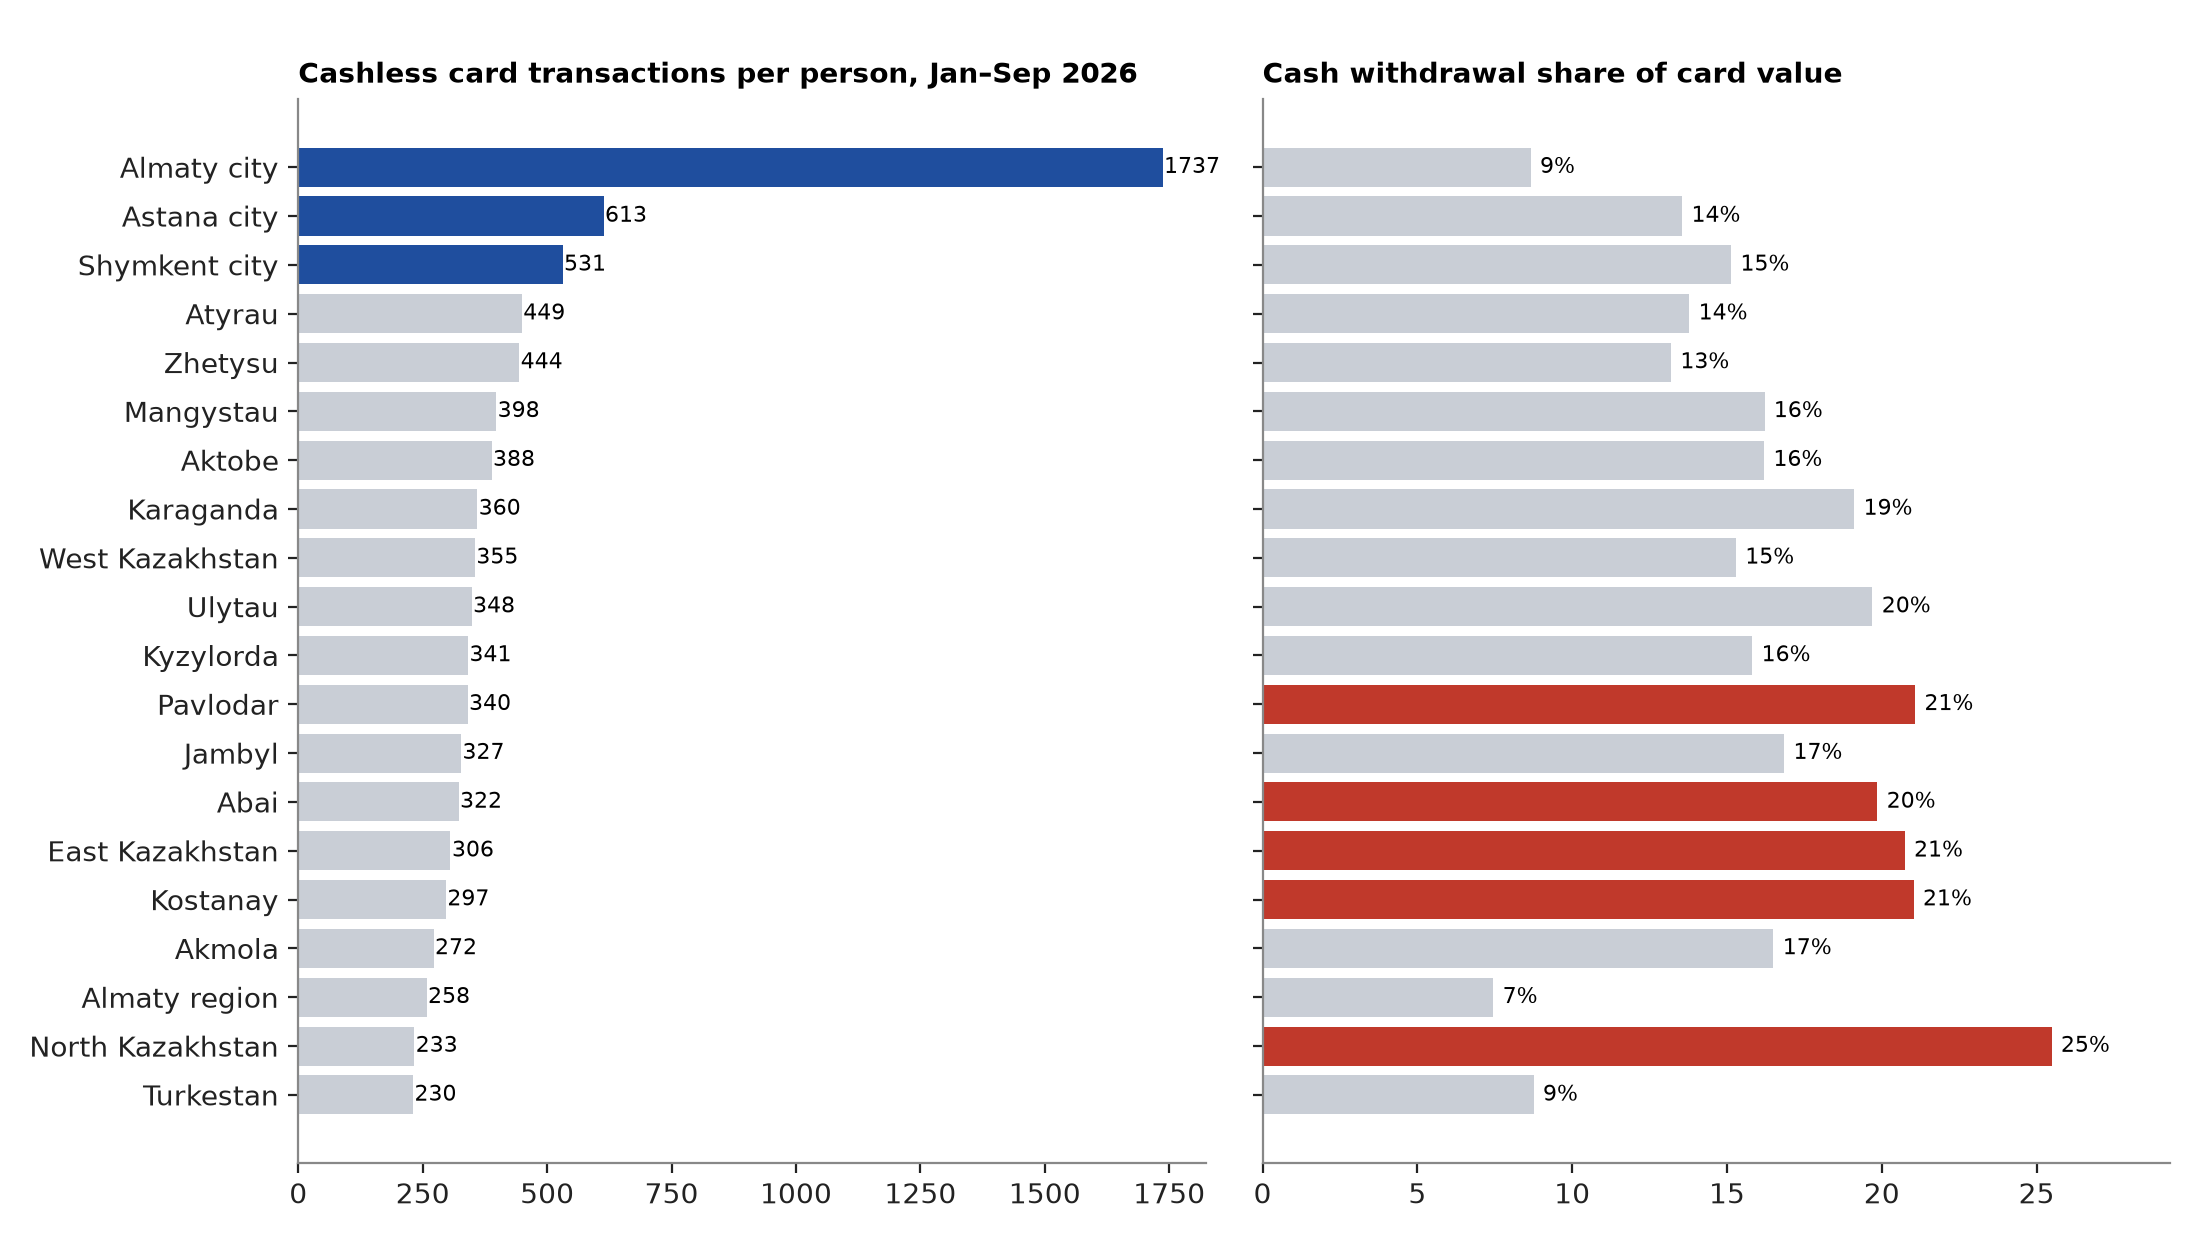 Cashless card transactions per person, Jan–Sep 2026
Almaty city 1737
Astana city 613
Shymkent city 531
Atyrau 449
Zhetysu 444
Mangystau 398
Aktobe 388
Karaganda 360
West Kazakhstan 355
Ulytau 348
Kyzylorda 341
Pavlodar 340
Jambyl 327
Abai 322
East Kazakhstan 306
Kostanay 297
Akmola 272
Almaty region 258
North Kazakhstan 233
Turkestan 230
0 250 500 750 1000 1250 1500 1750
Cash withdrawal share of card value
9%
14%
15%
14%
13%
16%
16%
19%
15%
20%
16%
21%
17%
20%
21%
21%
17%
7%
25%
9%
0 5 10 15 20 25